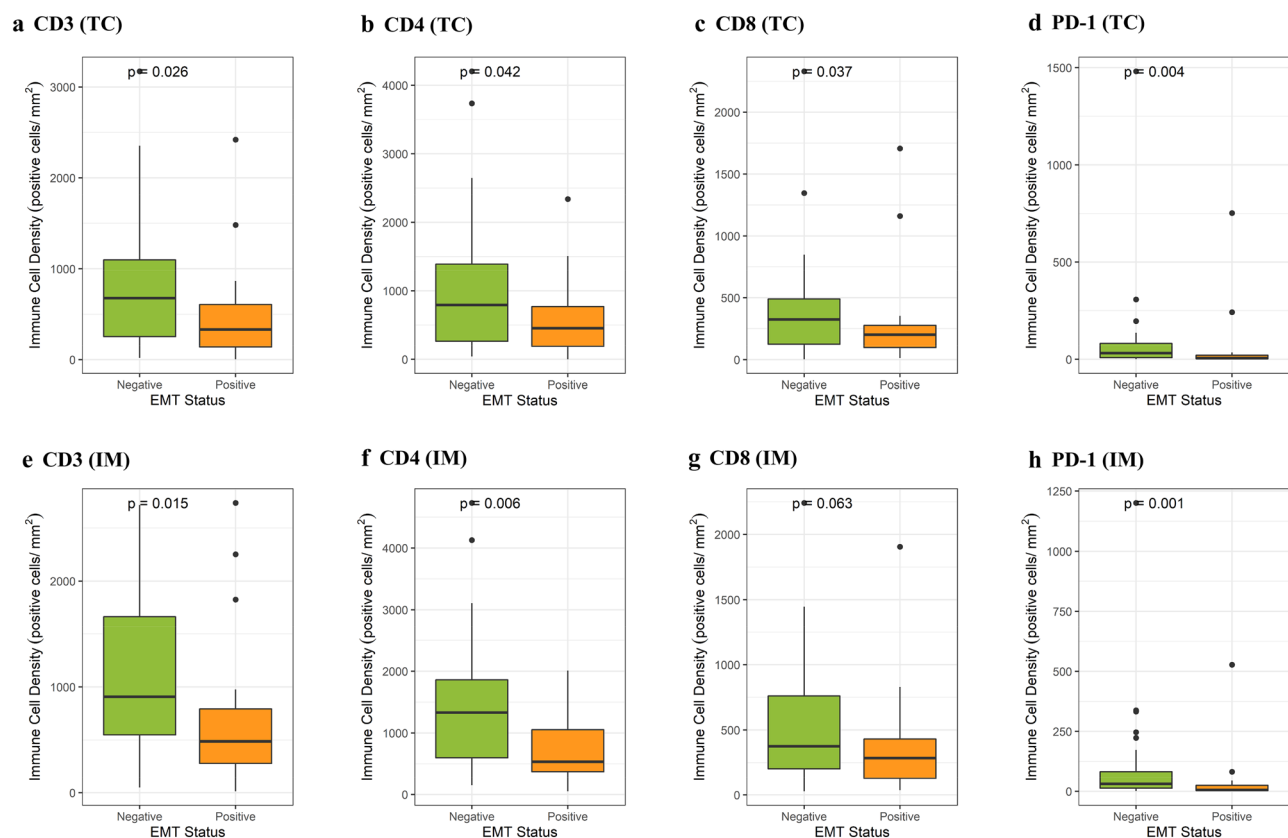 a CD3 (TC)
b CD4 (TC)
c CD8 (TC)
d PD-1 (TC)
Immune Cell Density (positive cells/ mm²)
3000
2000
1000
0
p = 0.026
Negative
Positive
EMT Status
Immune Cell Density (positive cells/ mm²)
4000
3000
2000
1000
0
p = 0.042
Negative
Positive
EMT Status
Immune Cell Density (positive cells/ mm²)
2000
1500
1000
500
0
p = 0.037
Negative
Positive
EMT Status
Immune Cell Density (positive cells/ mm²)
1500
1000
500
0
p = 0.004
Negative
Positive
EMT Status
e CD3 (IM)
f CD4 (IM)
g CD8 (IM)
h PD-1 (IM)
Immune Cell Density (positive cells/ mm²)
2000
1000
0
p = 0.015
Negative
Positive
EMT Status
Immune Cell Density (positive cells/ mm²)
4000
3000
2000
1000
0
p = 0.006
Negative
Positive
EMT Status
Immune Cell Density (positive cells/ mm²)
2000
1500
1000
500
0
p = 0.063
Negative
Positive
EMT Status
Immune Cell Density (positive cells/ mm²)
1250
1000
750
500
250
0
p = 0.001
Negative
Positive
EMT Status